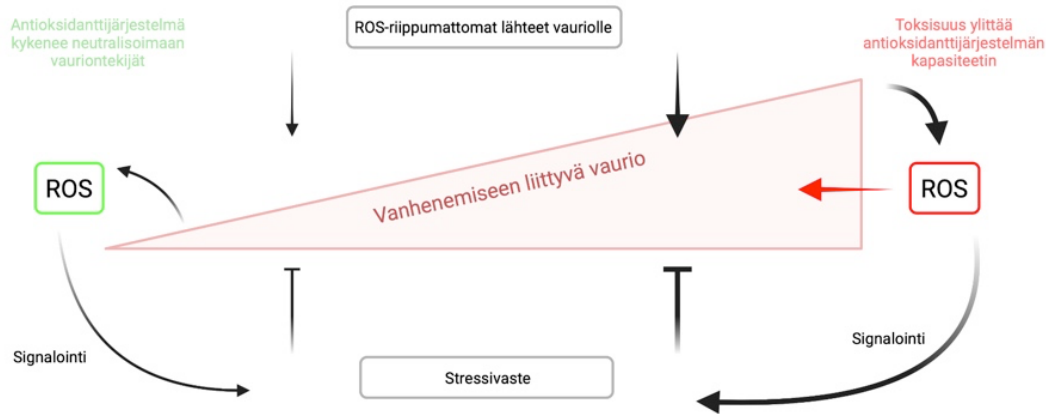 Antioksidanttijärjestelmä
kykenee neutralisoimaan
vauriontekijät
ROS-riippumattomat lähteet vauriolle
Toksisuus ylittää
antioksidanttijärjestelmän
kapasiteetin
ROS
Vanhenemiseen liittyvä vaurio
ROS
Signalointi
Signalointi
Stressivaste